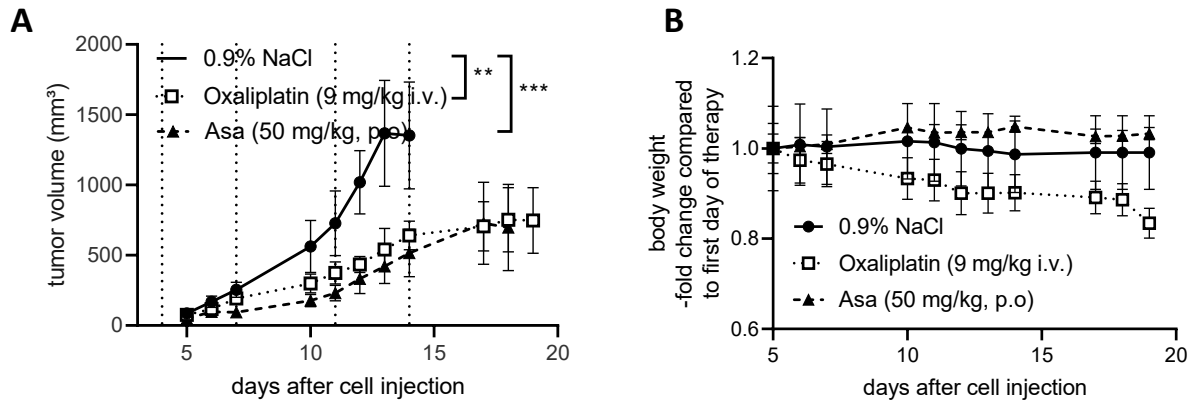 A
tumor volume (mm³)
2000
1500
1000
500
0
0.9% NaCl
Oxaliplatin (9 mg/kg i.v.)
Asa (50 mg/kg, p.o)
**
***
5
10
15
20
days after cell injection
B
body weight
-fold change compared
to first day of therapy
1.2
1.0
0.8
0.6
0.9% NaCl
Oxaliplatin (9 mg/kg i.v.)
Asa (50 mg/kg, p.o)
5
10
15
20
days after cell injection